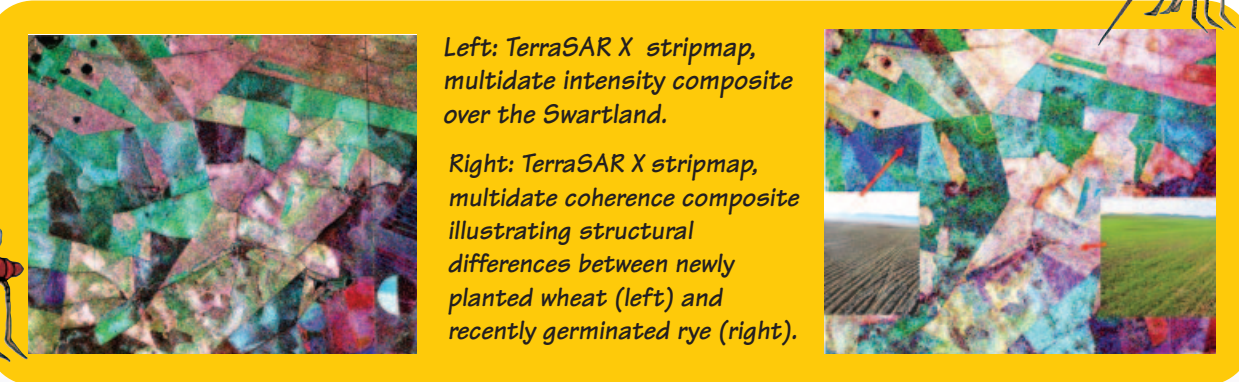 Left: TerraSAR X stripmap,
multidate intensity composite
over the Swartland.
Right: TerraSAR X stripmap,
multidate coherence composite
illustrating structural
differences between newly
planted wheat (left) and
recently germinated rye (right).